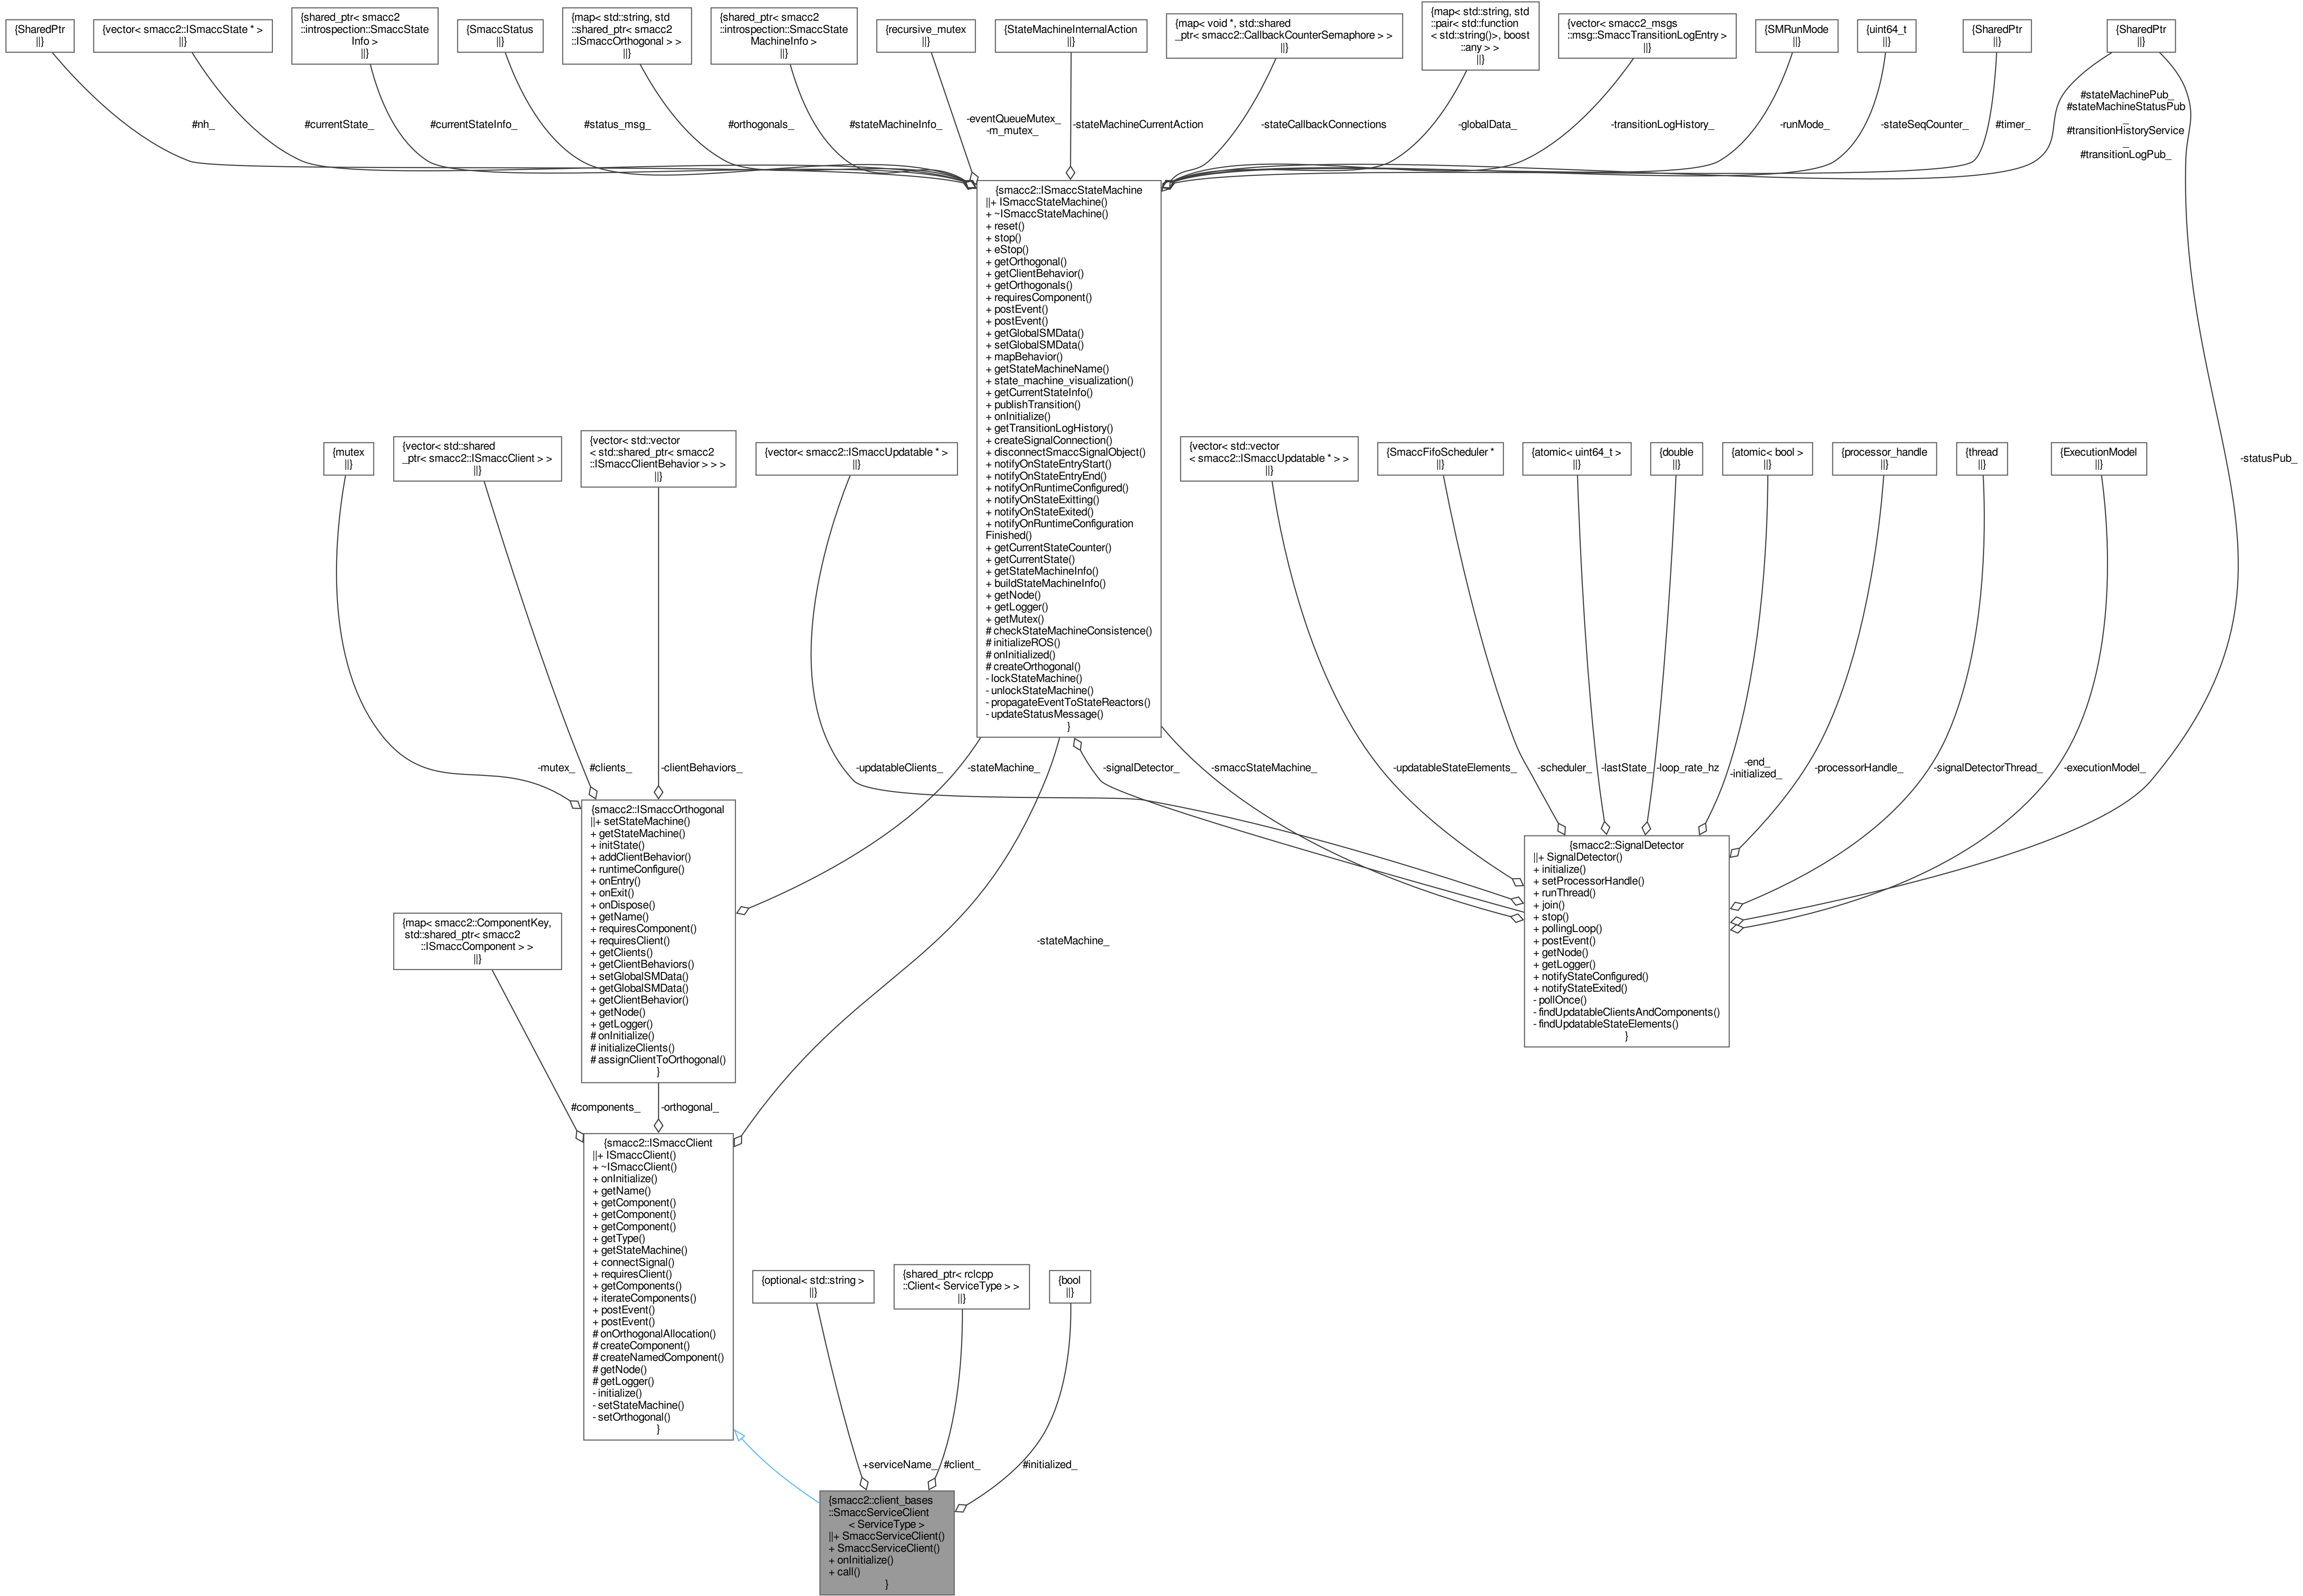 {SharedPtr
||}
{vector< smacc2::ISmaccState * >
||}
{shared_ptr< smacc2
::introspection::SmaccState
Info >
||}
{SmaccStatus
||}
{map< std::string, std
::shared_ptr< smacc2
::ISmaccOrthogonal > >
||}
{shared_ptr< smacc2
::introspection::SmaccState
MachineInfo >
||}
{recursive_mutex
||}
{StateMachineInternalAction
||}
{map< void *, std::shared
_ptr< smacc2::CallbackCounterSemaphore > >
||}
{map< std::string, std
::pair< std::function
< std::string()>, boost
::any > >
||}
{vector< smacc2_msgs
::msg::SmaccTransitionLogEntry >
||}
{SMRunMode
||}
{uint64_t
||}
{SharedPtr
||}
{SharedPtr
||}
#nh_
#currentState_
#currentStateInfo_
#status_msg_
#orthogonals_
#stateMachineInfo_
-eventQueueMutex_
-m_mutex_
-stateMachineCurrentAction
-stateCallbackConnections
-globalData_
-transitionLogHistory_
-runMode_
-stateSeqCounter_
#timer_
#stateMachinePub_
#stateMachineStatusPub
_
#transitionHistoryService
_
#transitionLogPub_
{smacc2::ISmaccStateMachine
||+ ISmaccStateMachine()
+ ~ISmaccStateMachine()
+ reset()
+ stop()
+ eStop()
+ getOrthogonal()
+ getClientBehavior()
+ getOrthogonals()
+ requiresComponent()
+ postEvent()
+ postEvent()
+ getGlobalSMData()
+ setGlobalSMData()
+ mapBehavior()
+ getStateMachineName()
+ state_machine_visualization()
+ getCurrentStateInfo()
+ publishTransition()
+ onInitialize()
+ getTransitionLogHistory()
+ createSignalConnection()
+ disconnectSmaccSignalObject()
+ notifyOnStateEntryStart()
+ notifyOnStateEntryEnd()
+ notifyOnRuntimeConfigured()
+ notifyOnStateExitting()
+ notifyOnStateExited()
+ notifyOnRuntimeConfiguration
Finished()
+ getCurrentStateCounter()
+ getCurrentState()
+ getStateMachineInfo()
+ buildStateMachineInfo()
+ getNode()
+ getLogger()
+ getMutex()
# checkStateMachineConsistence()
# initializeROS()
# onInitialized()
# createOrthogonal()
- lockStateMachine()
- unlockStateMachine()
- propagateEventToStateReactors()
- updateStatusMessage()
}
{mutex
||}
{vector< std::shared
_ptr< smacc2::ISmaccClient > >
||}
{vector< std::vector
< std::shared_ptr< smacc2
::ISmaccClientBehavior > > >
||}
{vector< smacc2::ISmaccUpdatable * >
||}
{vector< std::vector
< smacc2::ISmaccUpdatable * > >
||}
{SmaccFifoScheduler *
||}
{atomic< uint64_t >
||}
{double
||}
{atomic< bool >
||}
{processor_handle
||}
{thread
||}
{ExecutionModel
||}
-statusPub_
-mutex_
#clients_
-clientBehaviors_
-updatableClients_
-stateMachine_
-signalDetector_
-smaccStateMachine_
-updatableStateElements_
-scheduler_
-lastState_
-loop_rate_hz
-end_
-initialized_
-processorHandle_
-signalDetectorThread_
-executionModel_
{smacc2::ISmaccOrthogonal
||+ setStateMachine()
+ getStateMachine()
+ initState()
+ addClientBehavior()
+ runtimeConfigure()
+ onEntry()
+ onExit()
+ onDispose()
+ getName()
+ requiresComponent()
+ requiresClient()
+ getClients()
+ getClientBehaviors()
+ setGlobalSMData()
+ getGlobalSMData()
+ getClientBehavior()
+ getNode()
+ getLogger()
# onInitialize()
# initializeClients()
# assignClientToOrthogonal()
}
{smacc2::SignalDetector
||+ SignalDetector()
+ initialize()
+ setProcessorHandle()
+ runThread()
+ join()
+ stop()
+ pollingLoop()
+ postEvent()
+ getNode()
+ getLogger()
+ notifyStateConfigured()
+ notifyStateExited()
- pollOnce()
- findUpdatableClientsAndComponents()
- findUpdatableStateElements()
}
{map< smacc2::ComponentKey,
std::shared_ptr< smacc2
::ISmaccComponent > >
||}
-stateMachine_
#components_
-orthogonal_
{smacc2::ISmaccClient
||+ ISmaccClient()
+ ~ISmaccClient()
+ onInitialize()
+ getName()
+ getComponent()
+ getComponent()
+ getComponent()
+ getType()
+ getStateMachine()
+ connectSignal()
+ requiresClient()
+ getComponents()
+ iterateComponents()
+ postEvent()
+ postEvent()
# onOrthogonalAllocation()
# createComponent()
# createNamedComponent()
# getNode()
# getLogger()
- initialize()
- setStateMachine()
- setOrthogonal()
}
{optional< std::string >
||}
{shared_ptr< rclcpp
::Client< ServiceType > >
||}
{bool
||}
+serviceName_
#client_
#initialized_
{smacc2::client_bases
::SmaccServiceClient
< ServiceType >
||+ SmaccServiceClient()
+ SmaccServiceClient()
+ onInitialize()
+ call()
}